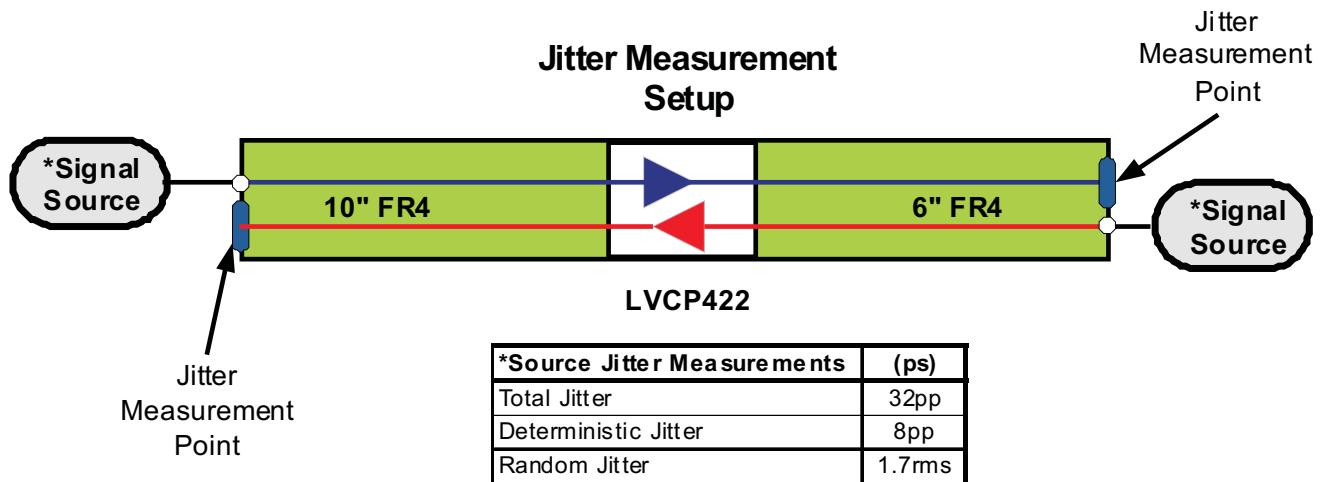 Jitter
Measurement
Point
Jitter Measurement
Setup
*Signal
Source
10" FR4
6" FR4
*Signal
Source
LVCP422
Jitter
Measurement
Point
*Source Jitter Measurements (ps)
Total Jitter 32pp
Deterministic Jitter 8pp
Random Jitter 1.7rms